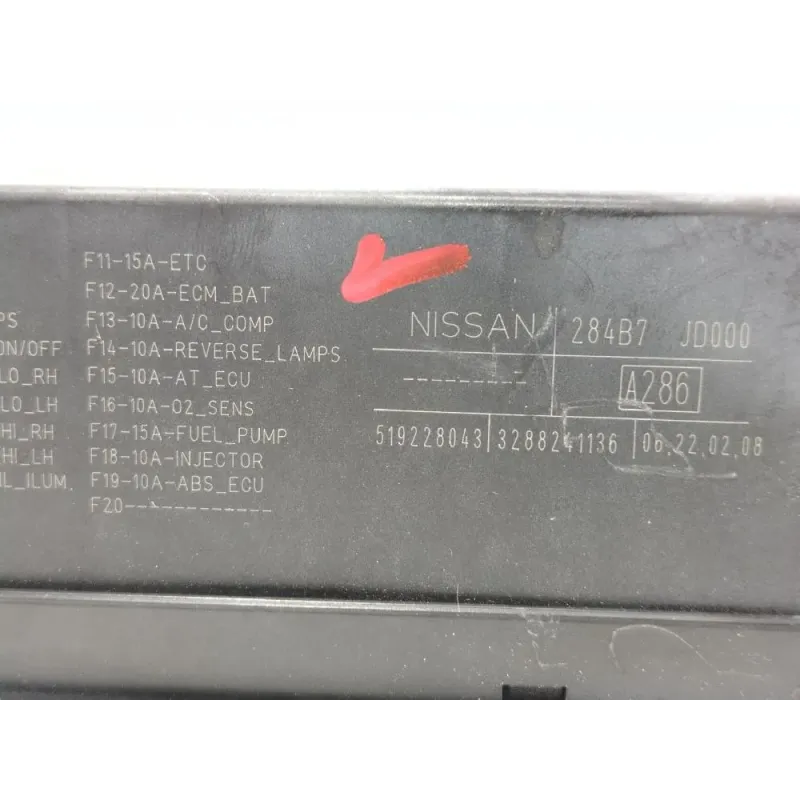 F11-15A-ETC
F12-20A-ECM_BAT
PS F13-10A-A/C_COMP
ON/OFF F14-10A-REVERSE_LAMPS
LO_RH F15-10A-AT_ECU
LO_LH F16-10A-O2_SENS
HI_RH F17-15A-FUEL_PUMP
HI_LH F18-10A-INJECTOR
IL_ILUM. F19-10A-ABS_ECU
F20-------------
NISSAN 284B7 JD000
--------- A286
519228043 3288241136 06.22.02.08